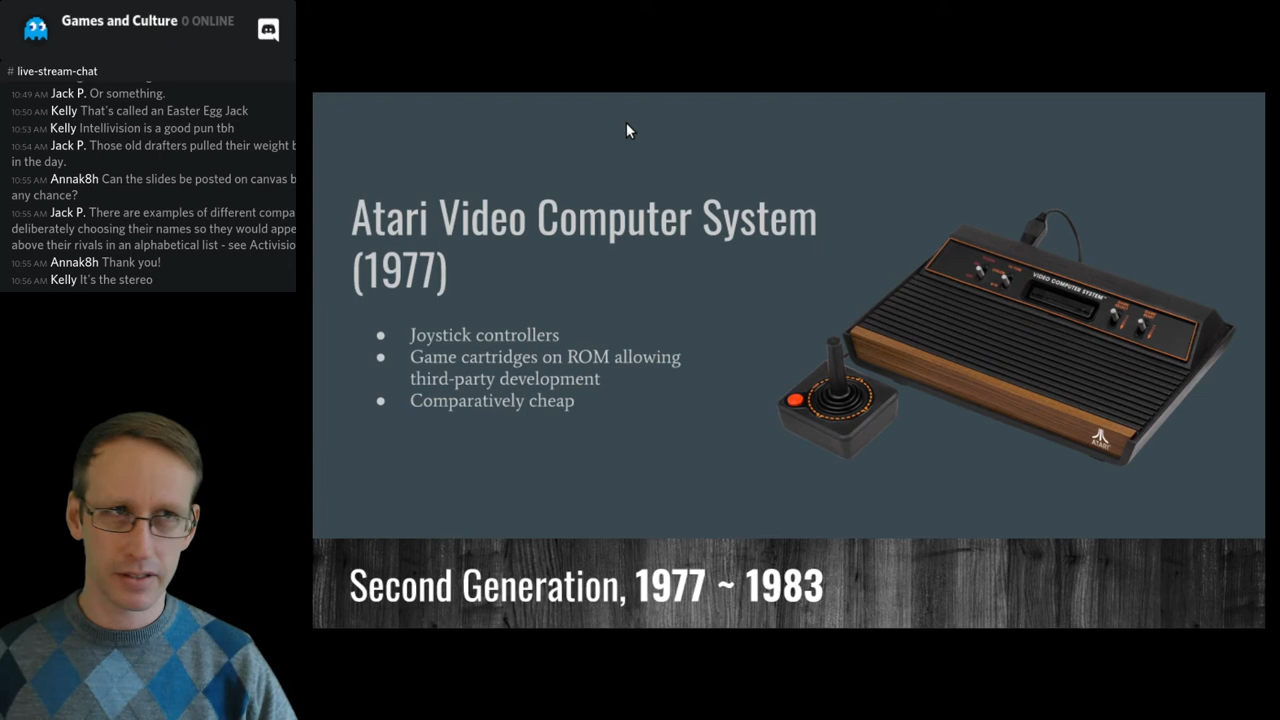 Games and Culture 0 ONLINE
# live-stream-chat
10:49 AM Jack P. Or something.
10:50 AM Kelly That's called an Easter Egg Jack
10:53 AM Kelly Intellivision is a good pun tbh
10:54 AM Jack P. Those old drafters pulled their weight b
in the day.
10:55 AM Annak8h Can the slides be posted on canvas b
any chance?
10:55 AM Jack P. There are examples of different compa
deliberately choosing their names so they would appe
above their rivals in an alphabetical list - see Activisio
10:55 AM Annak8h Thank you!
10:56 AM Kelly It's the stereo
Atari Video Computer System
(1977)
● Joystick controllers
● Game cartridges on ROM allowing
third-party development
● Comparatively cheap
VIDEO COMPUTER SYSTEM
ATARI
Second Generation, 1977 ~ 1983